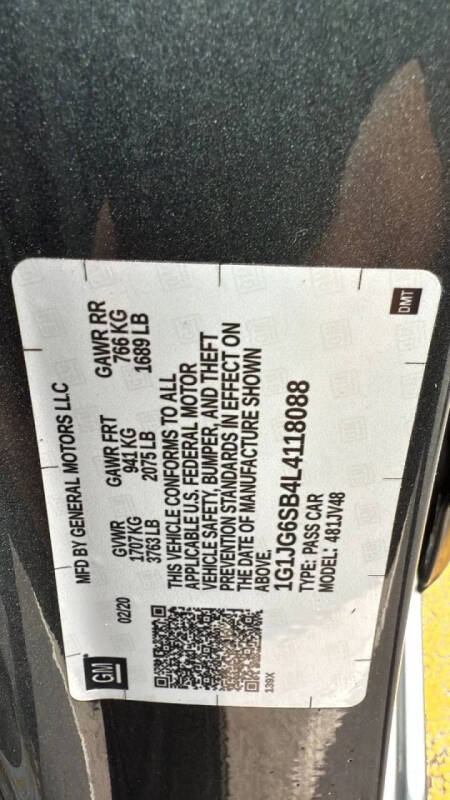 GM
MFD BY GENERAL MOTORS LLC
02/20
GVWR GAWR FRT GAWR RR
1707 KG 941 KG 766 KG
3763 LB 2075 LB 1689 LB
THIS VEHICLE CONFORMS TO ALL
APPLICABLE U.S. FEDERAL MOTOR
VEHICLE SAFETY, BUMPER, AND THEFT
PREVENTION STANDARDS IN EFFECT ON
THE DATE OF MANUFACTURE SHOWN
ABOVE.
1G1JG6SB4L4118088
TYPE: PASS CAR
MODEL: 481JV48
139X
DMT